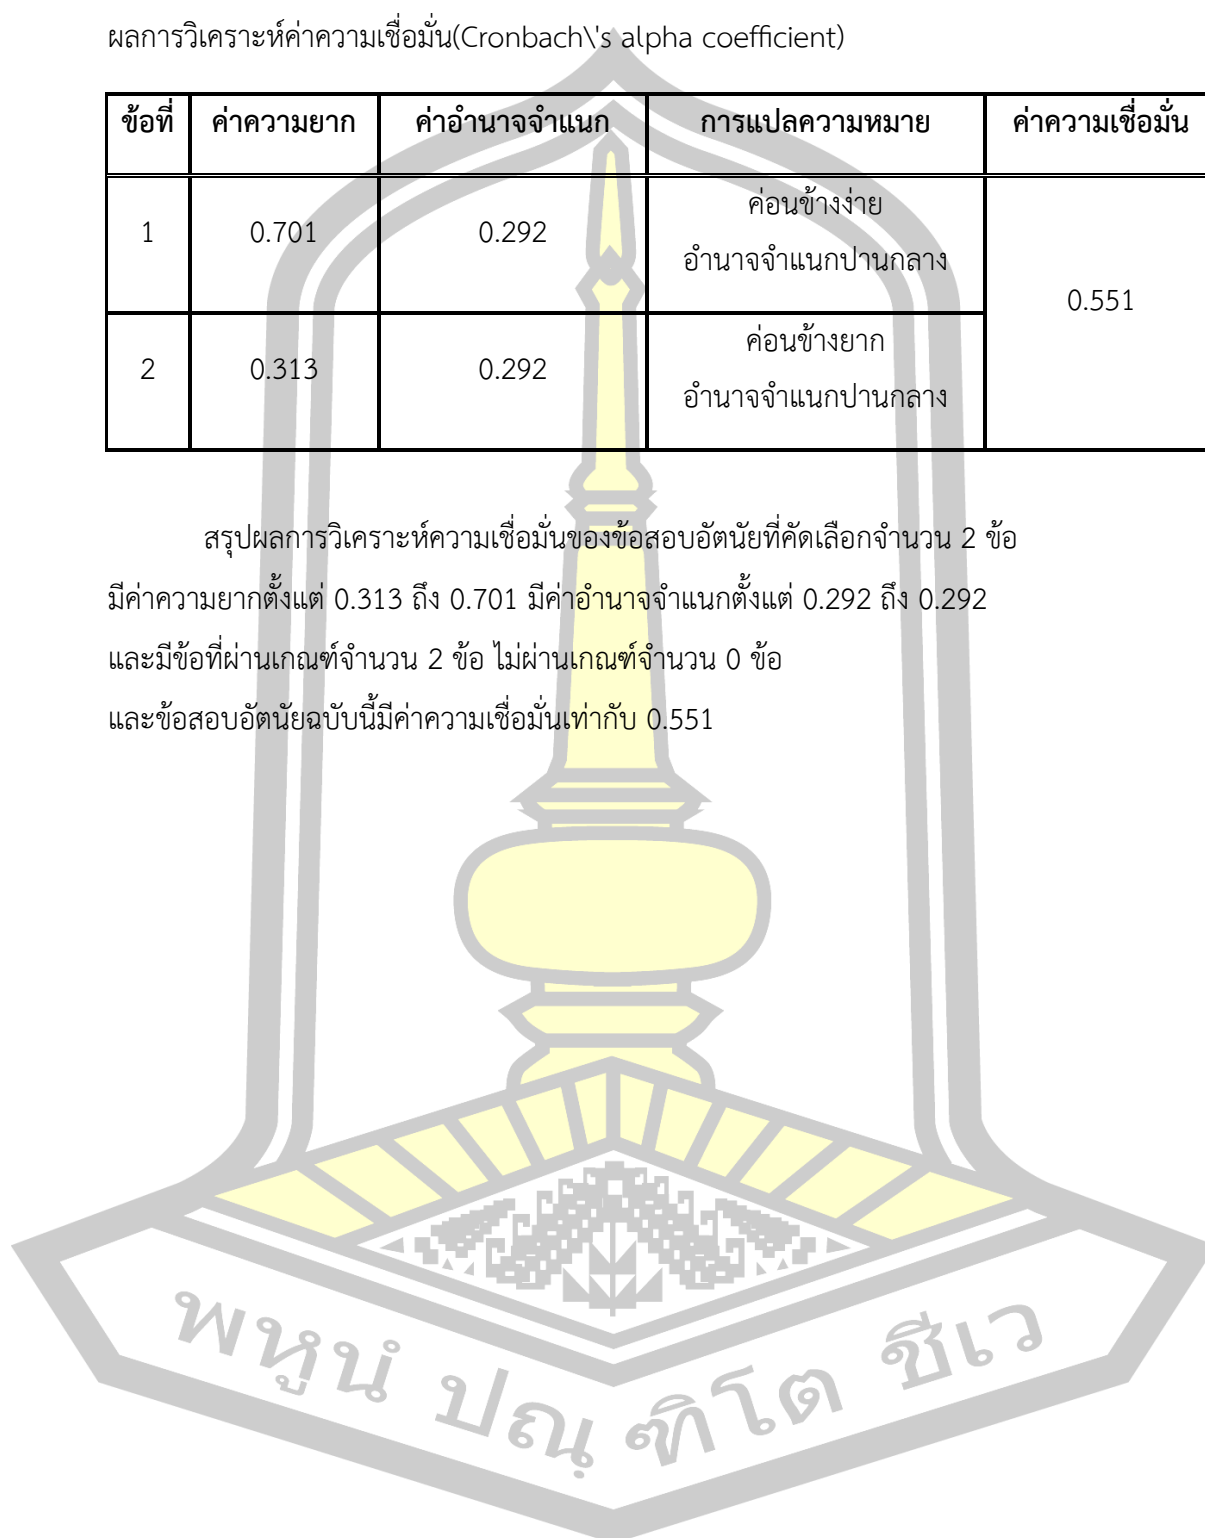 ผลการวิเคราะห์ค่าความเชื่อมั่น(Cronbach\'s alpha coefficient)
ข้อที่ ค่าความยาก ค่าอำนาจจำแนก การแปลความหมาย ค่าความเชื่อมั่น
1 0.701 0.292 ค่อนข้างง่าย
อำนาจจำแนกปานกลาง
0.551
2 0.313 0.292 ค่อนข้างยาก
อำนาจจำแนกปานกลาง
สรุปผลการวิเคราะห์ความเชื่อมั่นของข้อสอบอัตนัยที่คัดเลือกจำนวน 2 ข้อ
มีค่าความยากตั้งแต่ 0.313 ถึง 0.701 มีค่าอำนาจจำแนกตั้งแต่ 0.292 ถึง 0.292
และมีข้อที่ผ่านเกณฑ์จำนวน 2 ข้อ ไม่ผ่านเกณฑ์จำนวน 0 ข้อ
และข้อสอบอัตนัยฉบับนี้มีค่าความเชื่อมั่นเท่ากับ 0.551
พหูนํ ปณฺ ฑิโต ชีเว